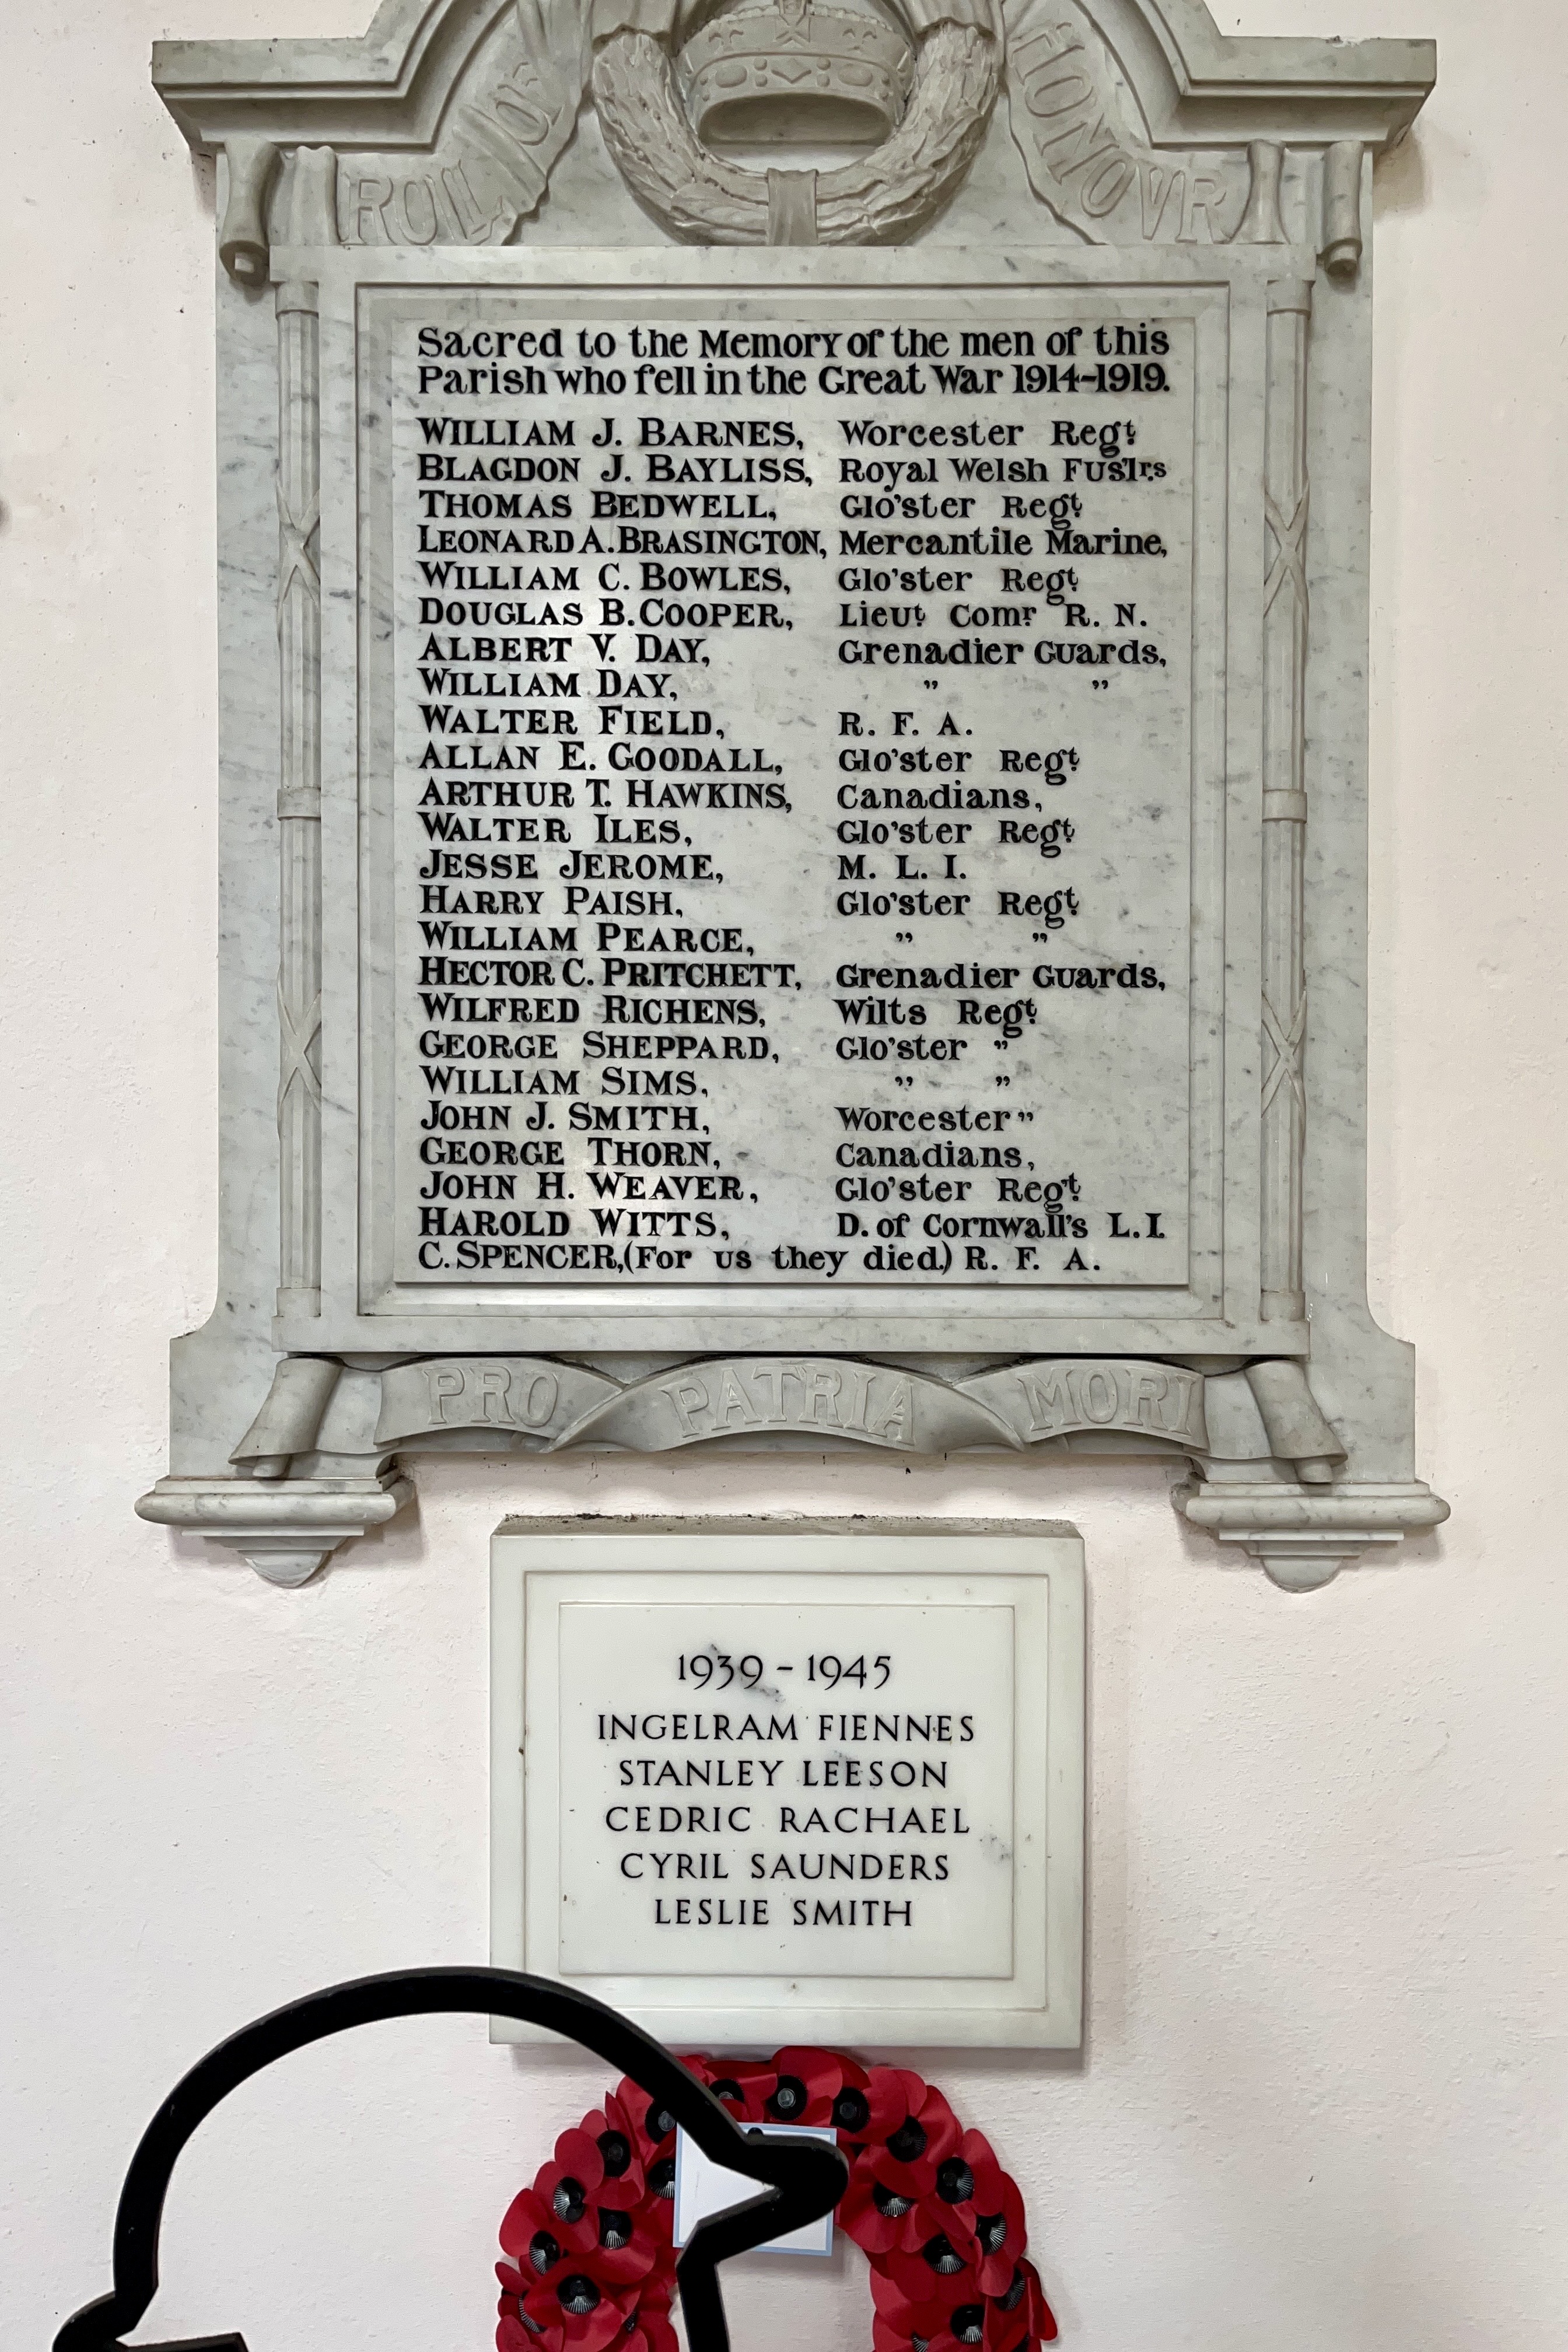 ROLL OF HONOVR
Sacred to the Memory of the men of this
Parish who fell in the Great War 1914-1919.
WILLIAM J. BARNES, Worcester Regt.
BLAGDON J. BAYLISS, Royal Welsh Fus'lrs
THOMAS BEDWELL, Glo'ster Regt.
LEONARD A. BRASINGTON, Mercantile Marine,
WILLIAM C. BOWLES, Glo'ster Regt.
DOUGLAS B. COOPER, Lieut. Comr. R. N.
ALBERT V. DAY, Grenadier Guards,
WILLIAM DAY, " "
WALTER FIELD, R. F. A.
ALLAN E. GOODALL, Glo'ster Regt.
ARTHUR T. HAWKINS, Canadians,
WALTER ILES, Glo'ster Regt.
JESSE JEROME, M. L. I.
HARRY PAISH, Glo'ster Regt.
WILLIAM PEARCE, " "
HECTOR C. PRITCHETT, Grenadier Guards,
WILFRED RICHENS, Wilts Regt.
GEORGE SHEPPARD, Glo'ster "
WILLIAM SIMS, " "
JOHN J. SMITH, Worcester "
GEORGE THORN, Canadians,
JOHN H. WEAVER, Glo'ster Regt.
HAROLD WITTS, D. of Cornwall's L. I.
C. SPENCER, (For us they died.) R. F. A.
PRO PATRIA MORI
1939 - 1945
INGELRAM FIENNES
STANLEY LEESON
CEDRIC RACHAEL
CYRIL SAUNDERS
LESLIE SMITH